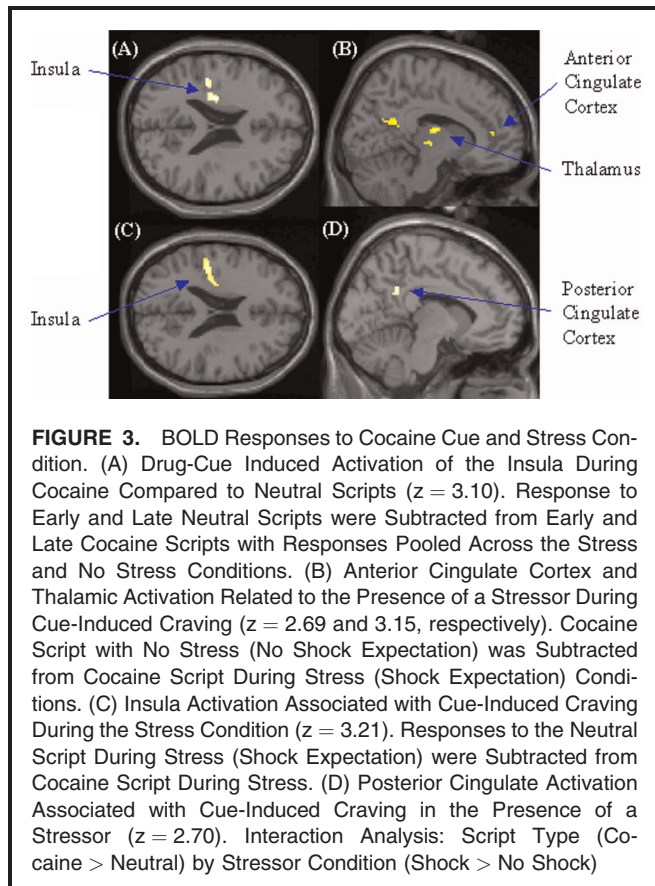 (A)
(B)
Insula
Anterior
Cingulate
Cortex
Thalamus
(C)
(D)
Insula
Posterior
Cingulate
Cortex
FIGURE 3. BOLD Responses to Cocaine Cue and Stress Con-
dition. (A) Drug-Cue Induced Activation of the Insula During
Cocaine Compared to Neutral Scripts (z = 3.10). Response to
Early and Late Neutral Scripts were Subtracted from Early and
Late Cocaine Scripts with Responses Pooled Across the Stress
and No Stress Conditions. (B) Anterior Cingulate Cortex and
Thalamic Activation Related to the Presence of a Stressor During
Cue-Induced Craving (z = 2.69 and 3.15, respectively). Cocaine
Script with No Stress (No Shock Expectation) was Subtracted
from Cocaine Script During Stress (Shock Expectation) Condi-
tions. (C) Insula Activation Associated with Cue-Induced Craving
During the Stress Condition (z = 3.21). Responses to the Neutral
Script During Stress (Shock Expectation) were Subtracted from
Cocaine Script During Stress. (D) Posterior Cingulate Activation
Associated with Cue-Induced Craving in the Presence of a
Stressor (z = 2.70). Interaction Analysis: Script Type (Co-
caine > Neutral) by Stressor Condition (Shock > No Shock)